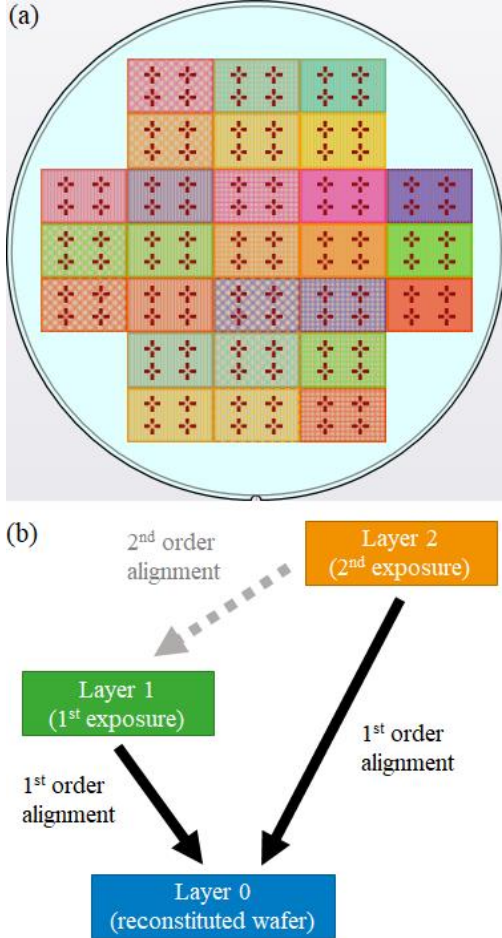 (a)
(b)
2nd order
alignment
Layer 2
(2nd exposure)
Layer 1
(1st exposure)
1st order
alignment
1st order
alignment
Layer 0
(reconstituted wafer)